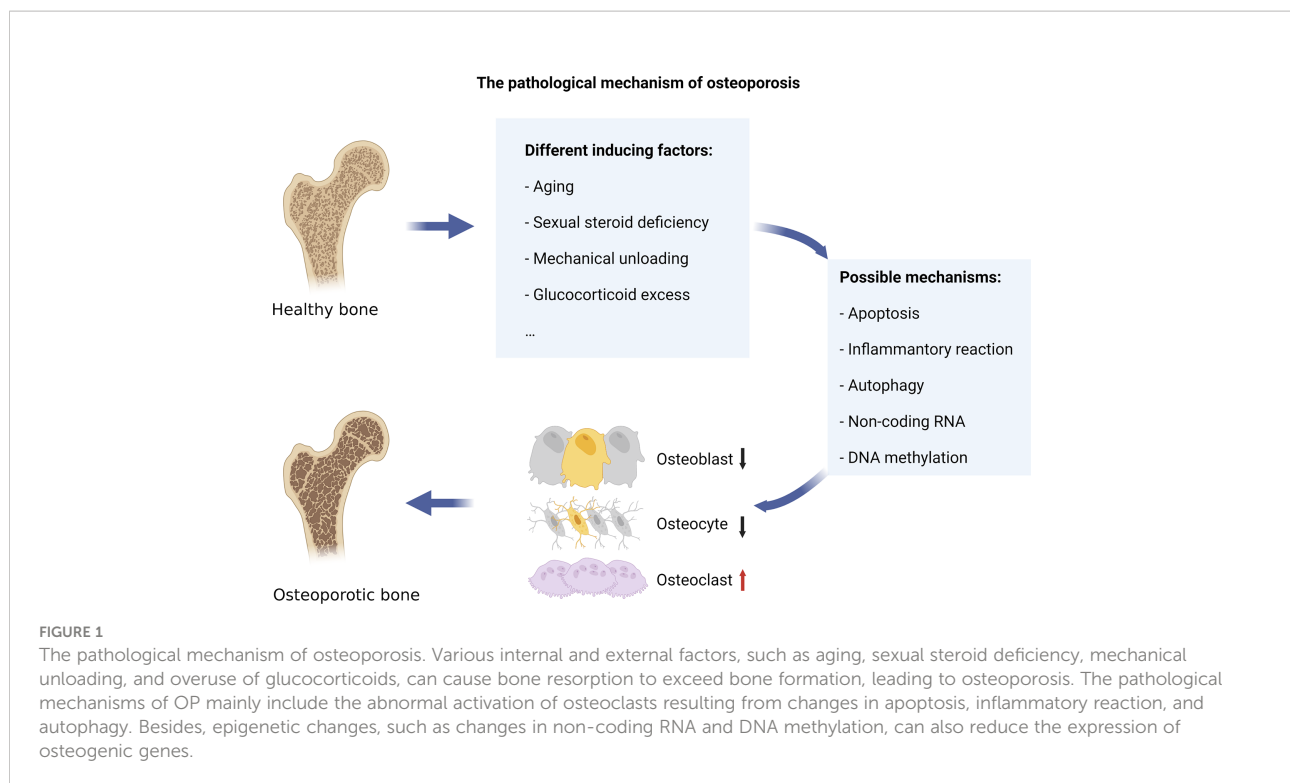 The pathological mechanism of osteoporosis
Healthy bone
Different inducing factors:
- Aging
- Sexual steroid deficiency
- Mechanical unloading
- Glucocorticoid excess
...
Possible mechanisms:
- Apoptosis
- Inflammantory reaction
- Autophagy
- Non-coding RNA
- DNA methylation
Osteoblast
Osteocyte
Osteoclast
Osteoporotic bone
FIGURE 1
The pathological mechanism of osteoporosis. Various internal and external factors, such as aging, sexual steroid deficiency, mechanical
unloading, and overuse of glucocorticoids, can cause bone resorption to exceed bone formation, leading to osteoporosis. The pathological
mechanisms of OP mainly include the abnormal activation of osteoclasts resulting from changes in apoptosis, inflammatory reaction, and
autophagy. Besides, epigenetic changes, such as changes in non-coding RNA and DNA methylation, can also reduce the expression of
osteogenic genes.